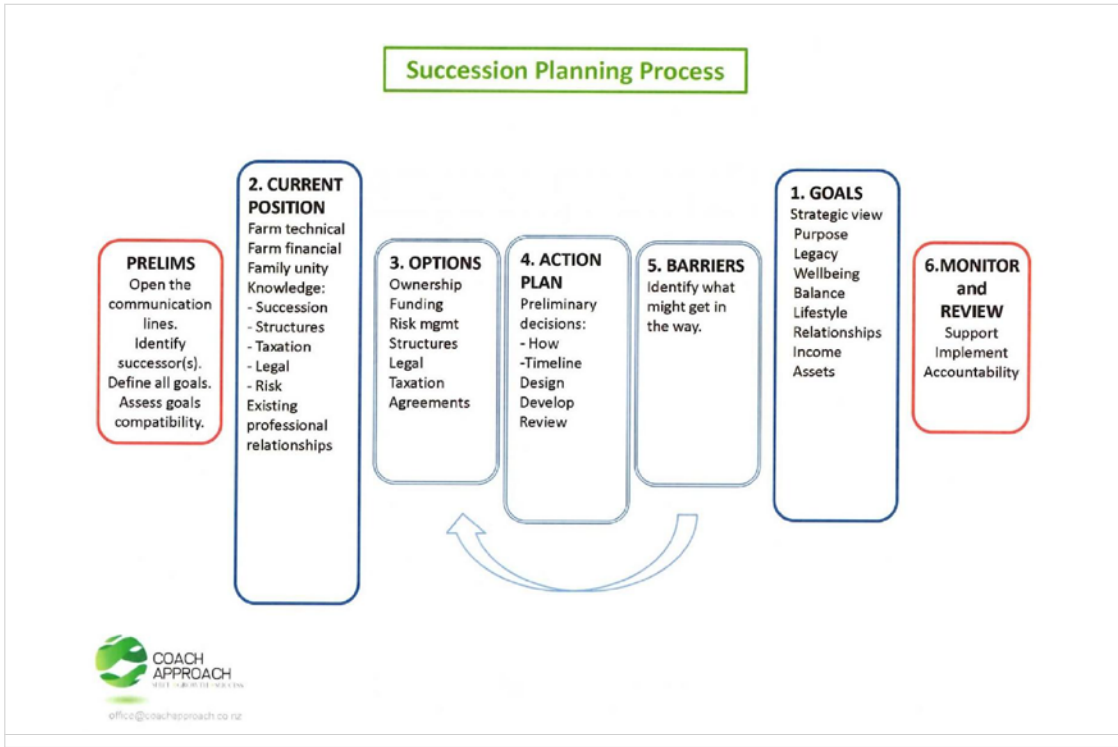 Succession Planning Process
PRELIMS
Open the
communication
lines.
Identify
successor(s).
Define all goals.
Assess goals
compatibility.
2. CURRENT
POSITION
Farm technical
Farm financial
Family unity
Knowledge:
- Succession
- Structures
- Taxation
- Legal
- Risk
Existing
professional
relationships
3. OPTIONS
Ownership
Funding
Risk mgmt
Structures
Legal
Taxation
Agreements
4. ACTION
PLAN
Preliminary
decisions:
- How
-Timeline
Design
Develop
Review
5. BARRIERS
Identify what
might get in
the way.
1. GOALS
Strategic view
Purpose
Legacy
Wellbeing
Balance
Lifestyle
Relationships
Income
Assets
6.MONITOR
and
REVIEW
Support
Implement
Accountability
COACH
APPROACH
office@coachapproach.co.nz